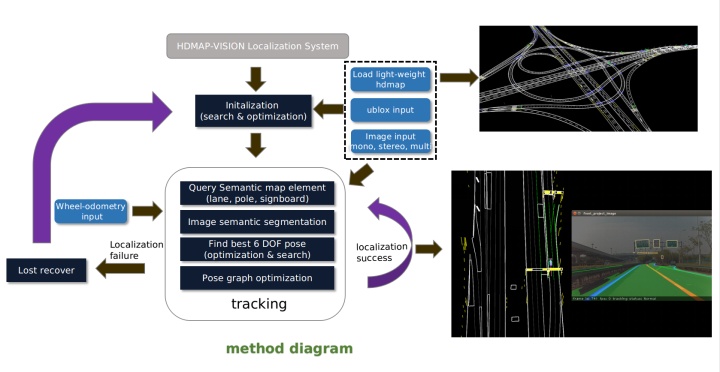 HDMAP-VISION Localization System
Load light-weight
hdmap
Initalization
(search & optimization)
ublox input
Image input
mono, stereo, multi
Query Semantic map element
(lane, pole, signboard)
Wheel-odometry
input
Image semantic segmentation
Find best 6 DOF pose
(optimization & search)
Localization
failure
localization
success
Lost recover
Pose graph optimization
tracking
method diagram